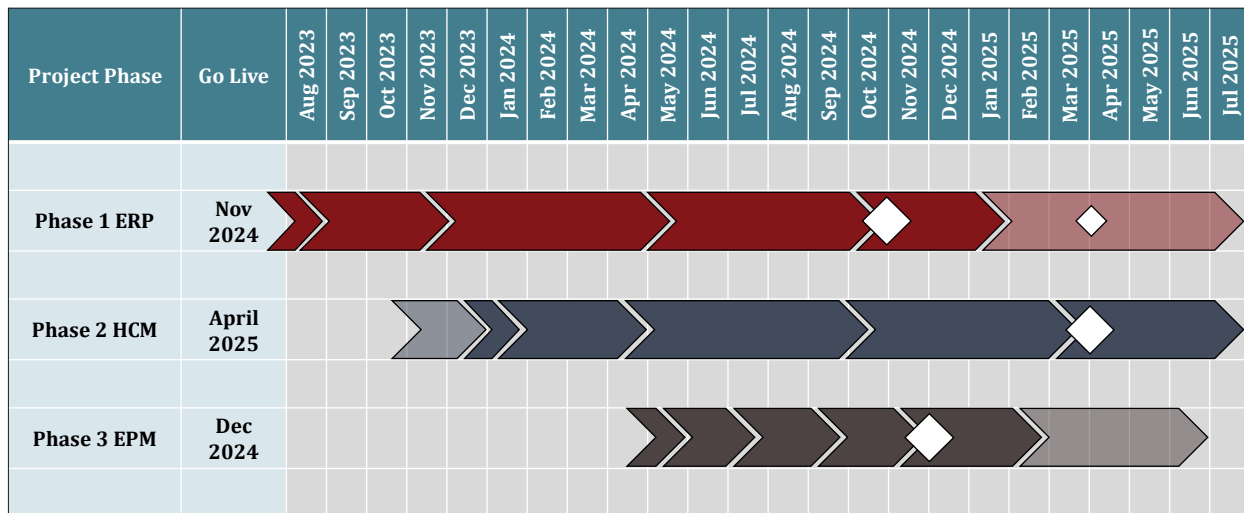 Project Phase
Go Live
Aug 2023
Sep 2023
Oct 2023
Nov 2023
Dec 2023
Jan 2024
Feb 2024
Mar 2024
Apr 2024
May 2024
Jun 2024
Jul 2024
Aug 2024
Sep 2024
Oct 2024
Nov 2024
Dec 2024
Jan 2025
Feb 2025
Mar 2025
Apr 2025
May 2025
Jun 2025
Jul 2025
Phase 1 ERP
Nov
2024
Phase 2 HCM
April
2025
Phase 3 EPM
Dec
2024